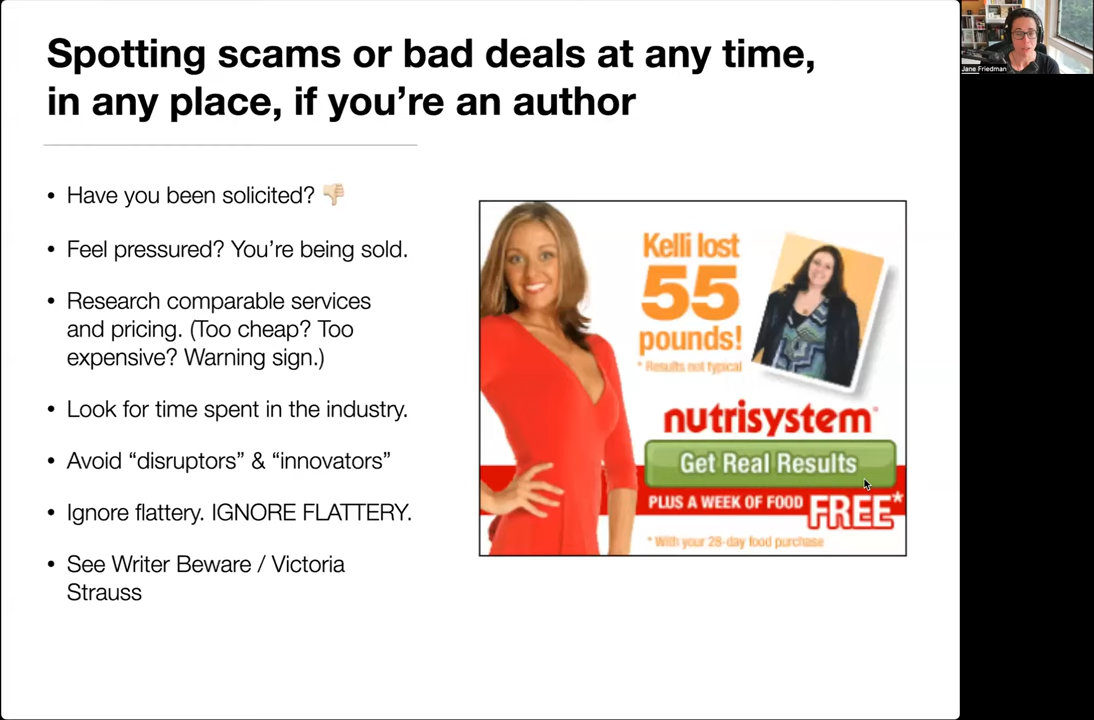 Spotting scams or bad deals at any time,
in any place, if you’re an author
• Have you been solicited? 👎🏻
• Feel pressured? You’re being sold.
• Research comparable services
and pricing. (Too cheap? Too
expensive? Warning sign.)
• Look for time spent in the industry.
• Avoid “disruptors” & “innovators”
• Ignore flattery. IGNORE FLATTERY.
• See Writer Beware / Victoria
Strauss
Kelli lost
55
pounds!
* Results not typical
nutrisystem®
Get Real Results
PLUS A WEEK OF FOOD FREE*
* With your 28-day food purchase
Jane Friedman